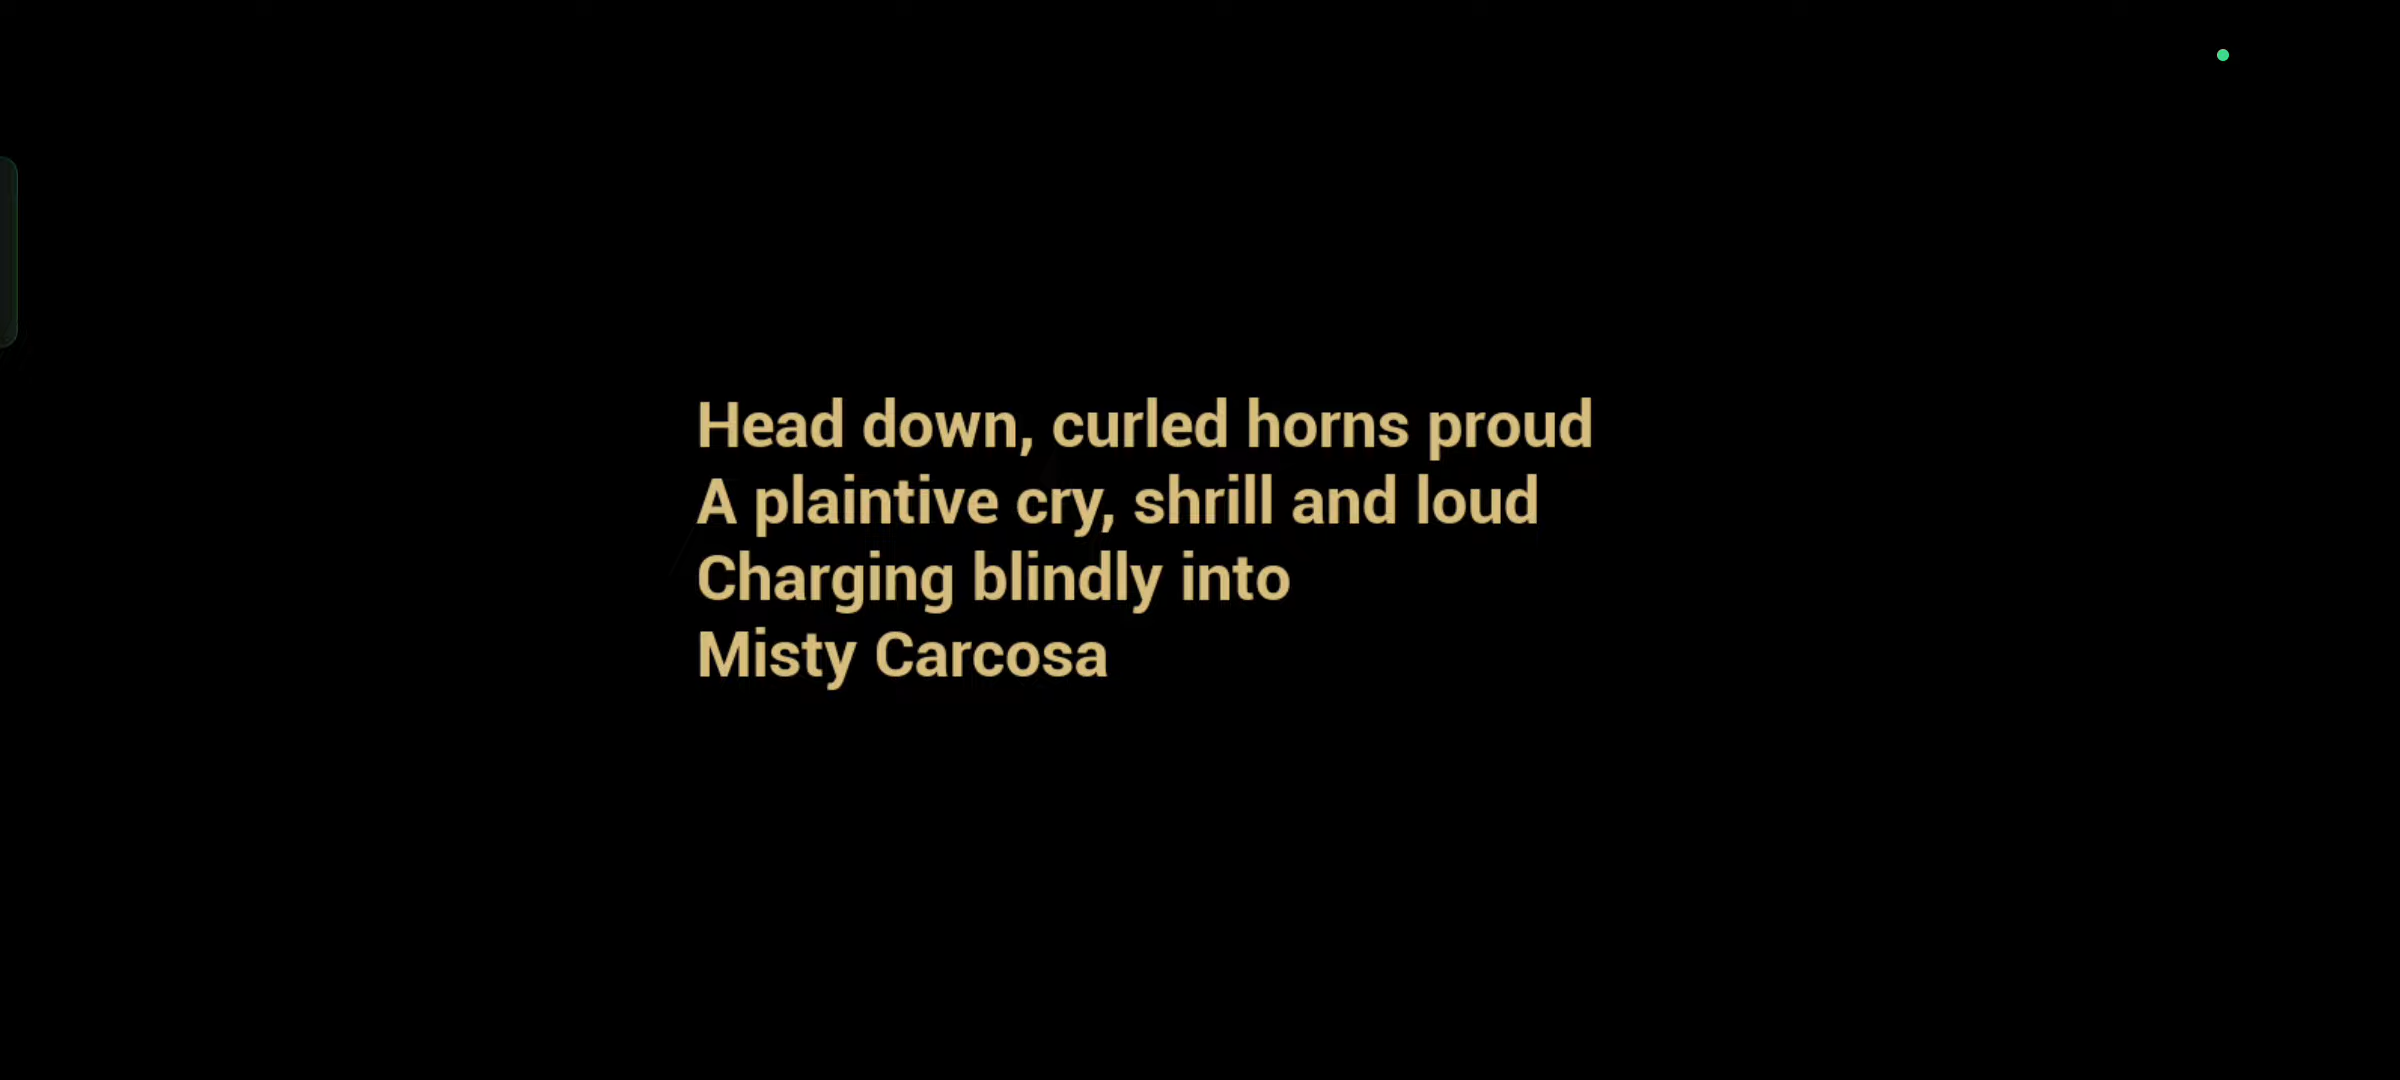 Head down, curled horns proud
A plaintive cry, shrill and loud
Charging blindly into
Misty Carcosa